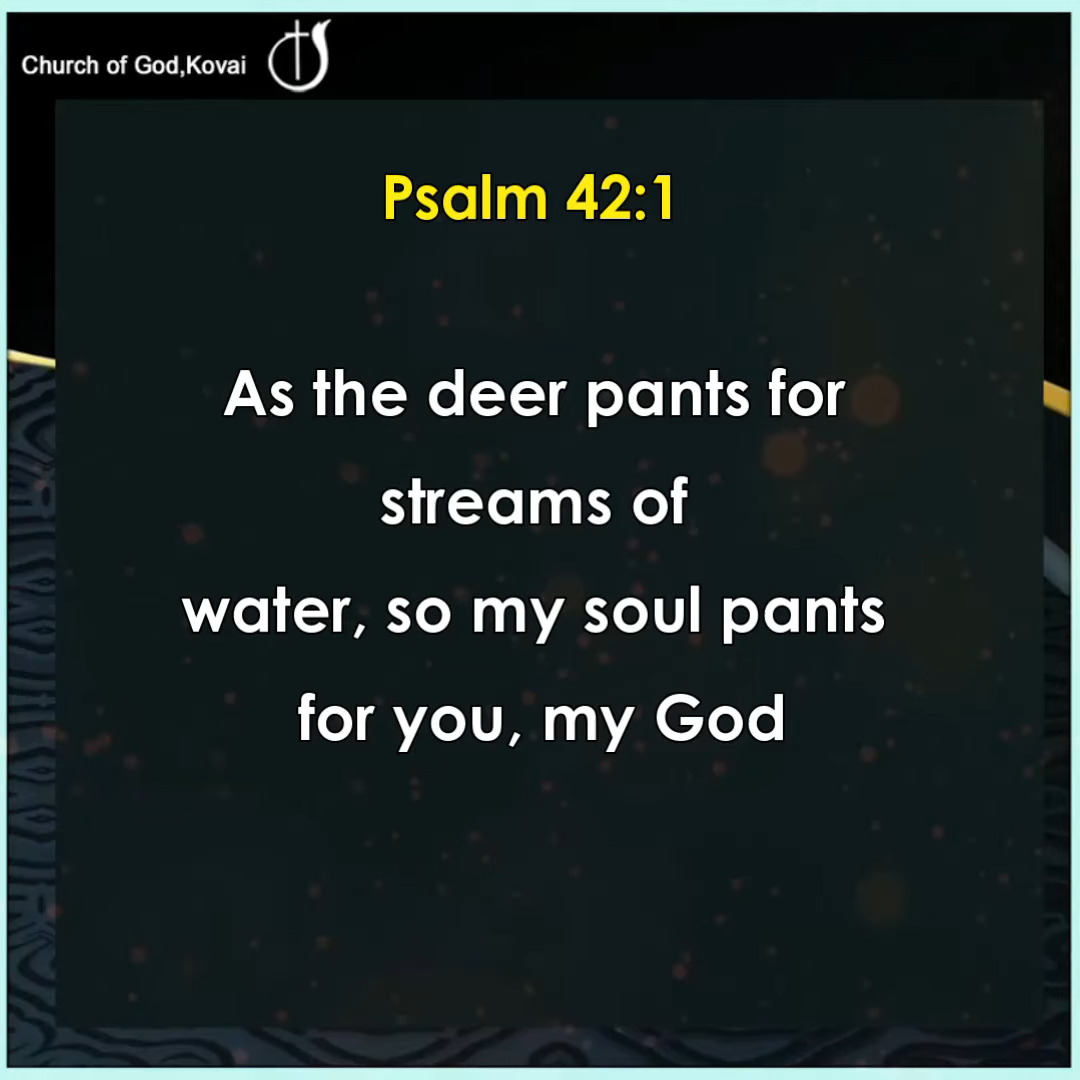 Church of God,Kovai
Psalm 42:1
As the deer pants for
streams of
water, so my soul pants
for you, my God